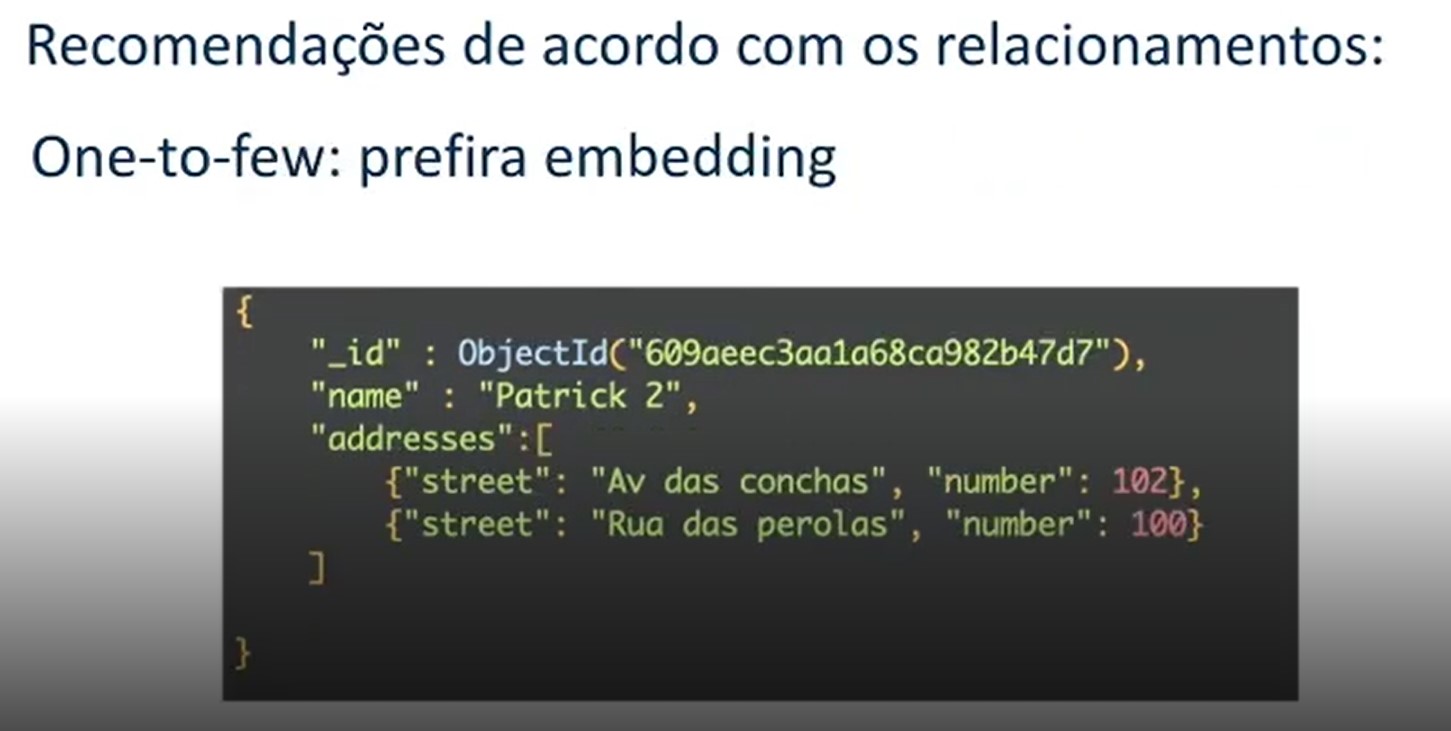 Recomendações de acordo com os relacionamentos:
One-to-few: prefira embedding
{
"_id" : ObjectId("609aeec3aa1a68ca982b47d7"),
"name" : "Patrick 2",
"addresses":[
{"street": "Av das conchas", "number": 102},
{"street": "Rua das perolas", "number": 100}
]
}